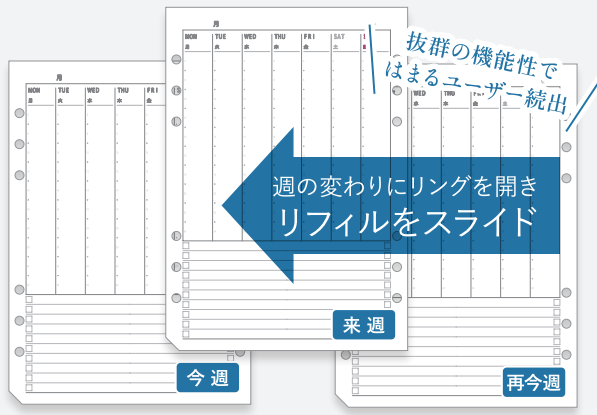 月
MON TUE WED THU FRI SAT
月 火 水 木 金 土
抜群の機能性で
はまるユーザー続出
月
MON TUE WED THU FRI
月 火 水 木 金
WED THU
水 木
週の変わりにリングを開き
リフィルをスライド
来週
今週
再今週